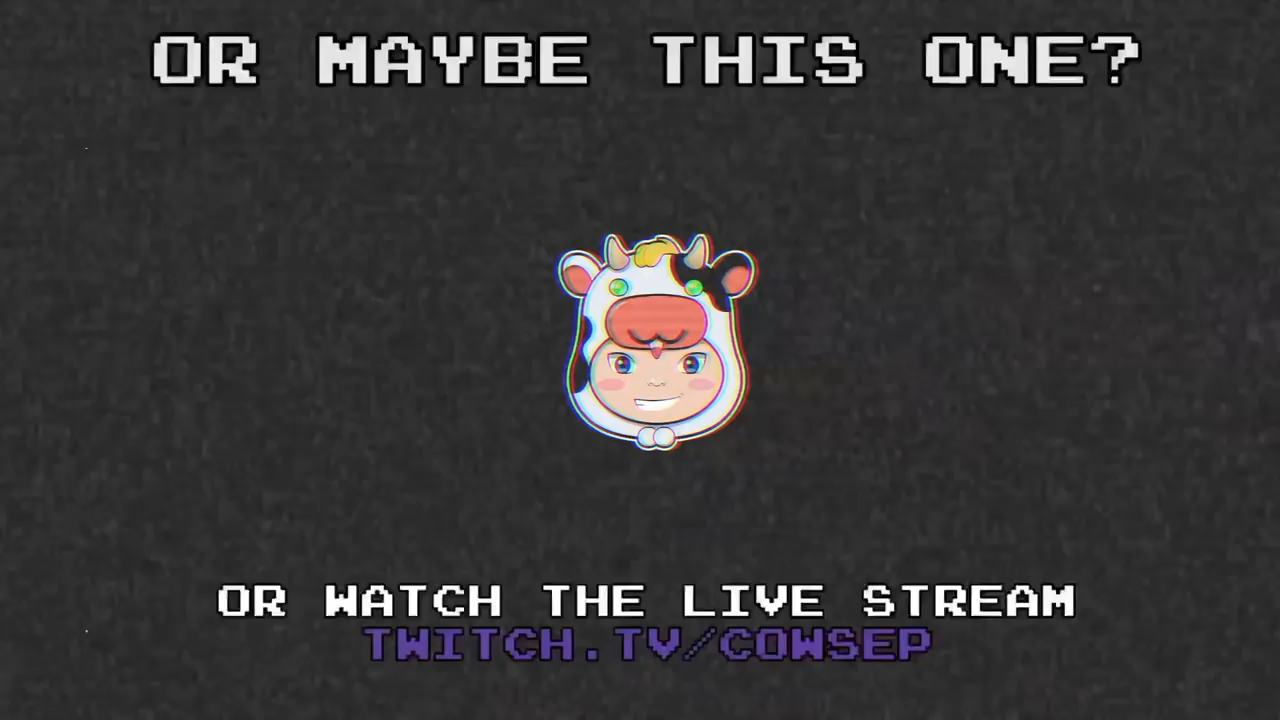 OR MAYBE THIS ONE?
OR WATCH THE LIVE STREAM
TWITCH.TV/COWSEP